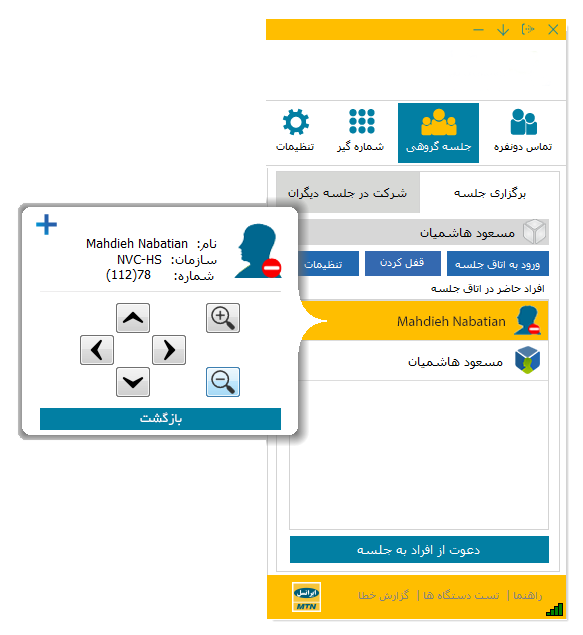 تماس دونفره
جلسه گروهی
شماره گیر
تنظیمات
برگزاری جلسه
شرکت در جلسه دیگران
مسعود هاشمیان
ورود به اتاق جلسه
قفل کردن
تنظیمات
افراد حاضر در اتاق جلسه
Mahdieh Nabatian
مسعود هاشمیان
دعوت از افراد به جلسه
راهنما | تست دستگاه ها | گزارش خطا
ایرانسل
MTN
نام: Mahdieh Nabatian
سازمان: NVC-HS
شماره: 78(112)
بازگشت